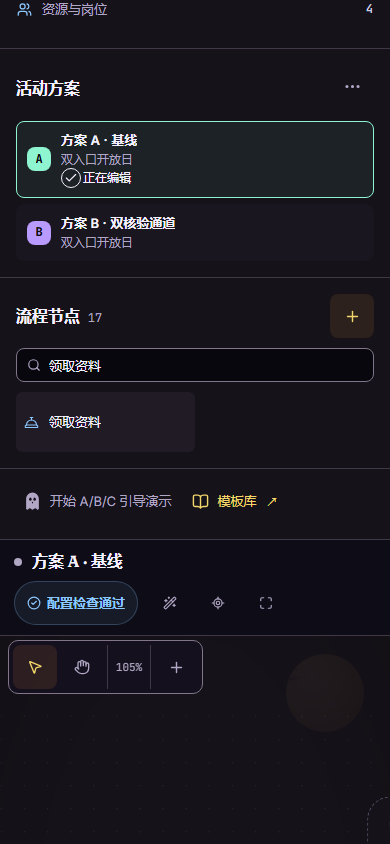 资源与岗位 4
活动方案
A 方案 A · 基线
双入口开放日
正在编辑
B 方案 B · 双核验通道
双入口开放日
流程节点 17
领取资料
领取资料
开始 A/B/C 引导演示 模板库 ↗
方案 A · 基线
配置检查通过
105%